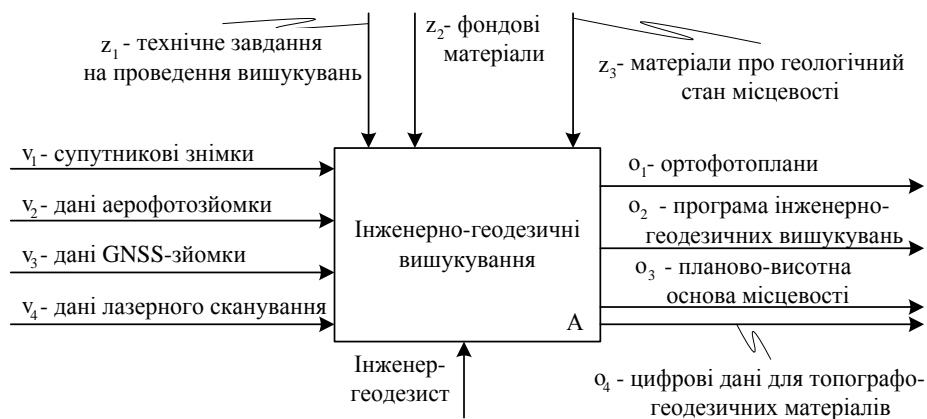 z₁ - технічне завдання
на проведення вишукувань
z₂ - фондові
матеріали
z₃ - матеріали про геологічний
стан місцевості
v₁ - супутникові знімки
v₂ - дані аерофотозйомки
v₃ - дані GNSS-зйомки
v₄ - дані лазерного сканування
Інженерно-геодезичні
вишукування
A
Інженер-
геодезист
o₁ - ортофотоплани
o₂ - програма інженерно-
геодезичних вишукувань
o₃ - планово-висотна
основа місцевості
o₄ - цифрові дані для топографо-
геодезичних матеріалів